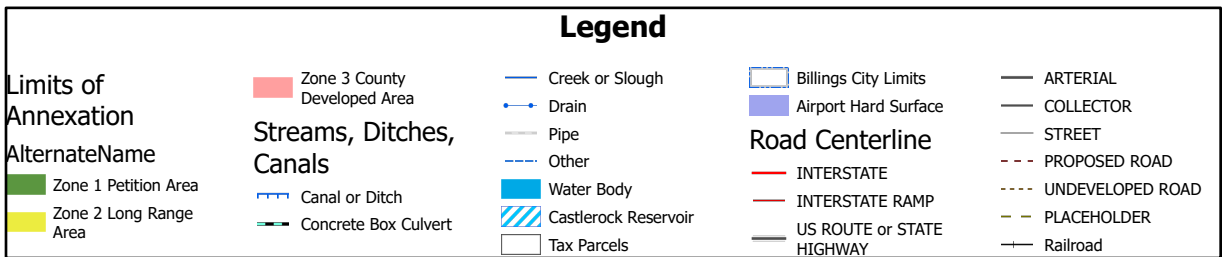 Legend
Limits of
Annexation
AlternateName
Zone 1 Petition Area
Zone 2 Long Range
Area
Zone 3 County
Developed Area
Streams, Ditches,
Canals
Canal or Ditch
Concrete Box Culvert
Creek or Slough
Drain
Pipe
Other
Water Body
Castlerock Reservoir
Tax Parcels
Billings City Limits
Airport Hard Surface
Road Centerline
INTERSTATE
INTERSTATE RAMP
US ROUTE or STATE
HIGHWAY
ARTERIAL
COLLECTOR
STREET
PROPOSED ROAD
UNDEVELOPED ROAD
PLACEHOLDER
Railroad